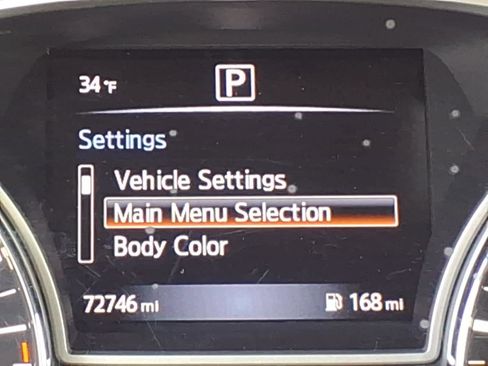 34°F P
Settings
Vehicle Settings
Main Menu Selection
Body Color
72746 mi 168 mi